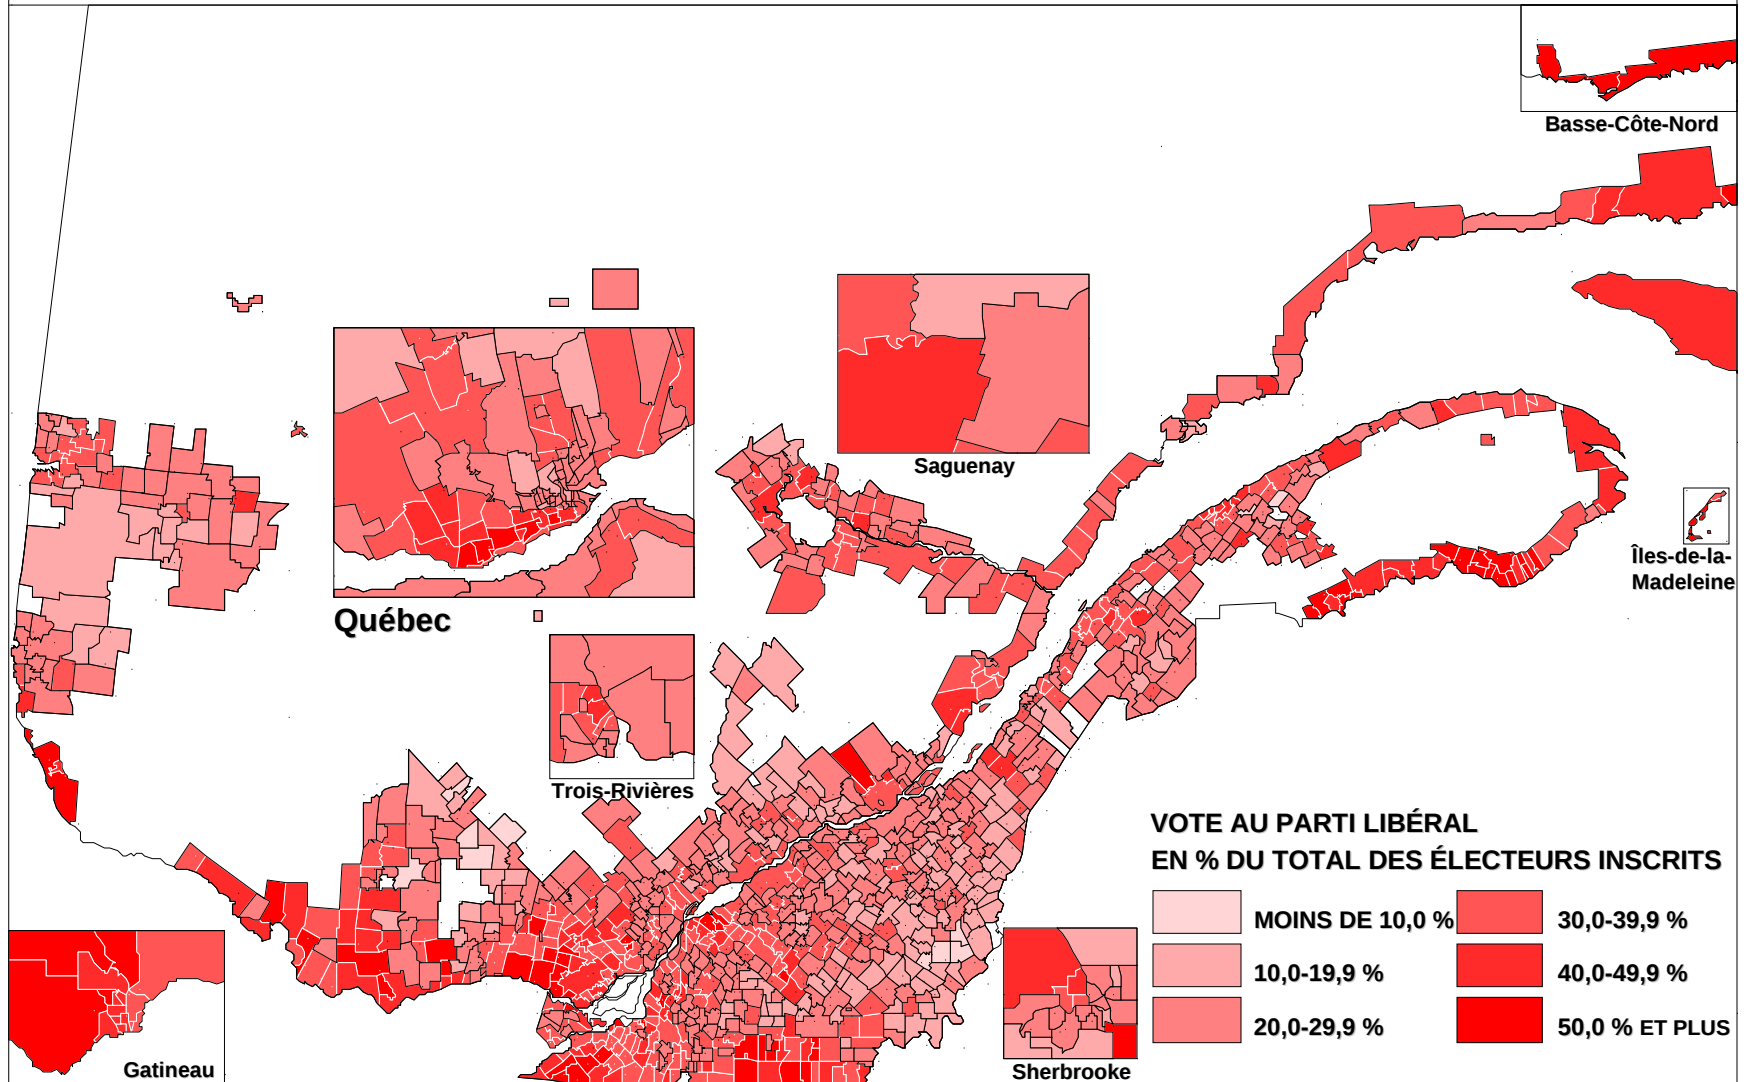 Basse-Côte-Nord
Saguenay
Îles-de-la-
Madeleine
Québec
Trois-Rivières
VOTE AU PARTI LIBÉRAL
EN % DU TOTAL DES ÉLECTEURS INSCRITS
MOINS DE 10,0 %
30,0-39,9 %
10,0-19,9 %
40,0-49,9 %
20,0-29,9 %
50,0 % ET PLUS
Gatineau
Sherbrooke